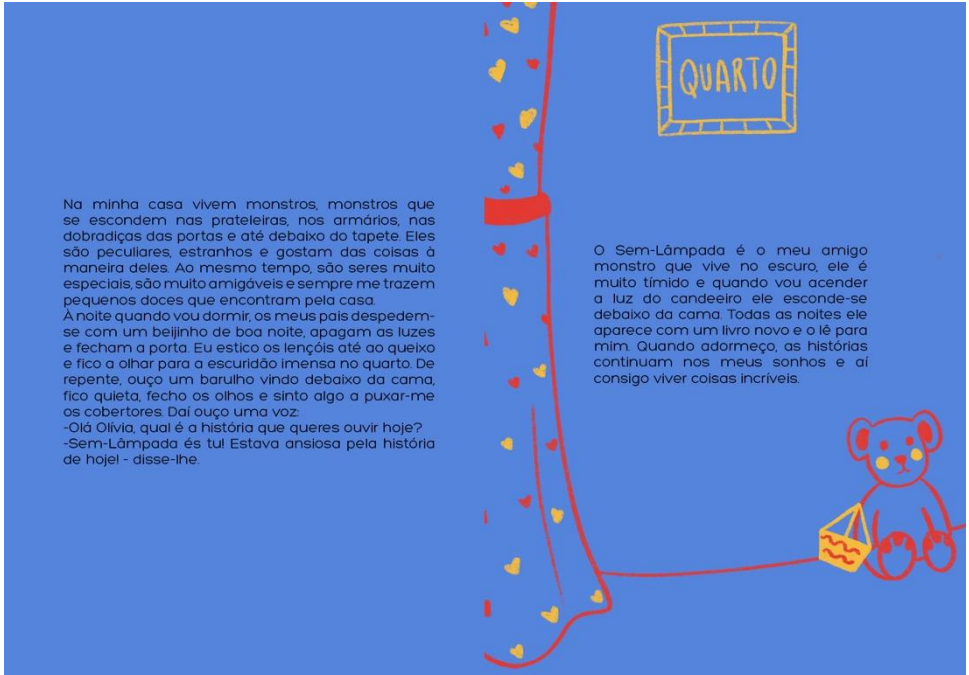 Na minha casa vivem monstros, monstros que
se escondem nas prateleiras, nos armários, nas
dobradiças das portas e até debaixo do tapete. Eles
são peculiares, estranhos e gostam das coisas à
maneira deles. Ao mesmo tempo, são seres muito
especiais, são muito amigáveis e sempre me trazem
pequenos doces que encontram pela casa.
À noite quando vou dormir, os meus pais despedem-
se com um beijinho de boa noite, apagam as luzes
e fecham a porta. Eu estico os lençóis até ao queixo
e fico a olhar para a escuridão imensa no quarto. De
repente, ouço um barulho vindo debaixo da cama,
fico quieta, fecho os olhos e sinto algo a puxar-me
os cobertores. Daí ouço uma voz:
-Olá Olívia, qual é a história que queres ouvir hoje?
-Sem-Lâmpada és tu! Estava ansiosa pela história
de hoje! - disse-lhe.
QUARTO
O Sem-Lâmpada é o meu amigo
monstro que vive no escuro, ele é
muito tímido e quando vou acender
a luz do candeeiro ele esconde-se
debaixo da cama. Todas as noites ele
aparece com um livro novo e o lê para
mim. Quando adormeço, as histórias
continuam nos meus sonhos e aí
consigo viver coisas incríveis.